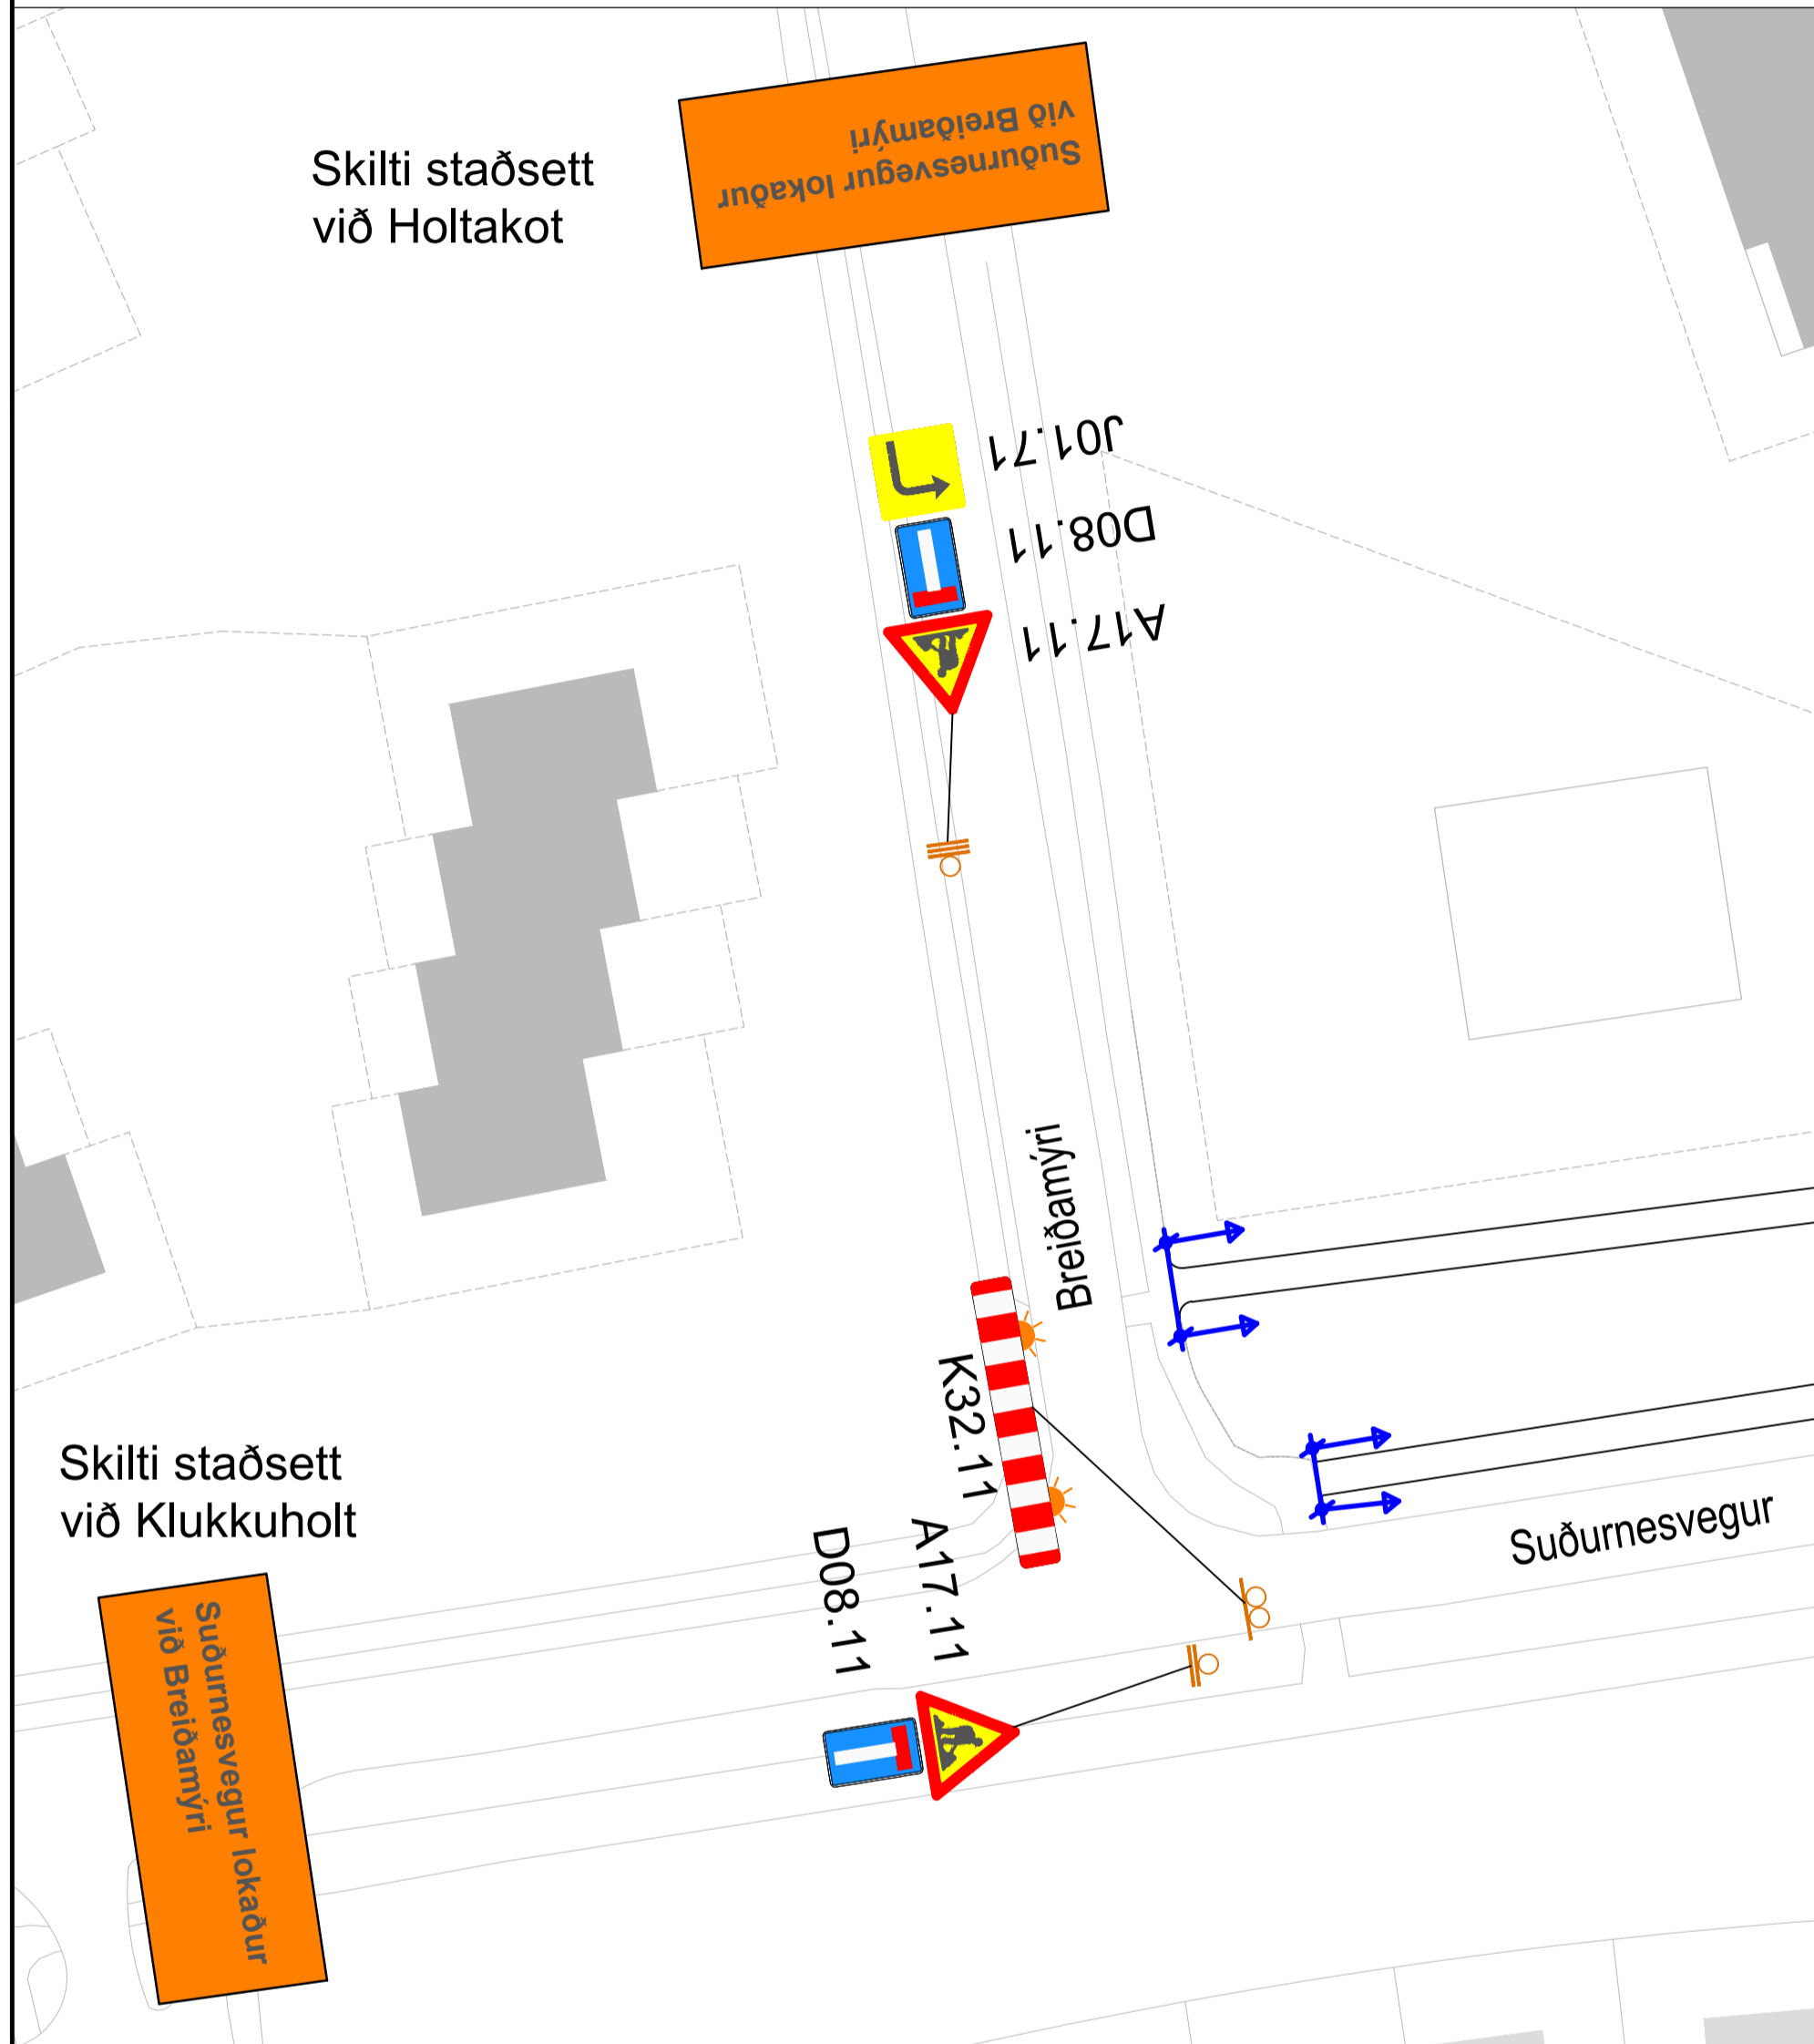 Suðurnesvegur lokaður
við Breiðamýri
Skilti staðsett
við Holtakot
J01.71
D08.11
A17.11
Breiðamýri
K32.11
Skilti staðsett
við Klukkuholt
Suðurnesvegur
A17.11
D08.11
Suðurnesvegur lokaður
við Breiðamýri